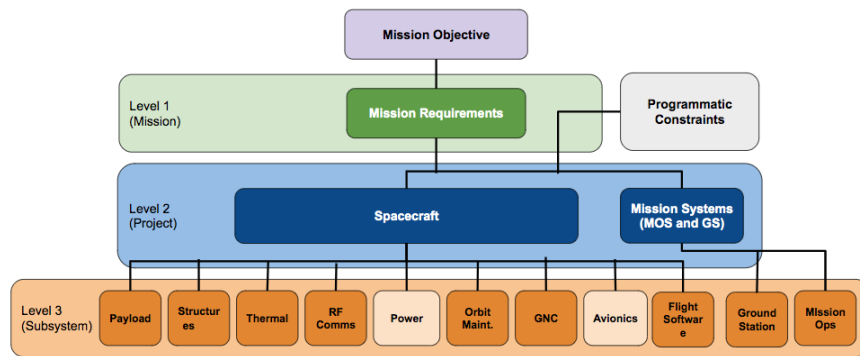 Mission Objective
Level 1
(Mission)
Mission Requirements
Programmatic
Constraints
Level 2
(Project)
Spacecraft
Mission Systems
(MOS and GS)
Level 3
(Subsystem)
Payload
Structur
es
Thermal
RF
Comms
Power
Orbit
Maint.
GNC
Avionics
Flight
Softwar
e
Ground
Station
MIssion
Ops